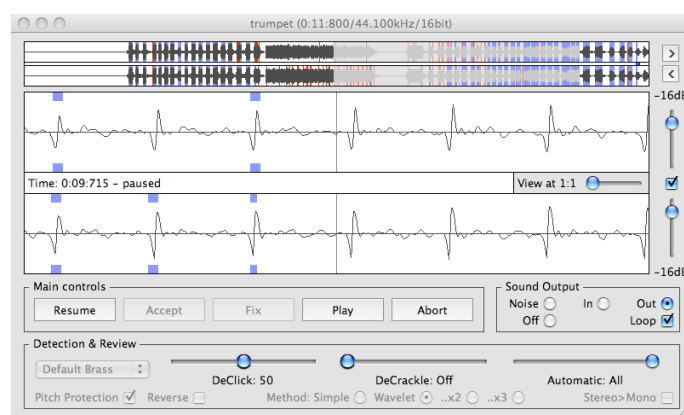 trumpet (0:11:800/44.100kHz/16bit)
>
<
-16dB
Time: 0:09:715 – paused
View at 1:1
-16dB
Main controls
Resume Accept Fix Play Abort
Sound Output
Noise In Out
Off Loop
Detection & Review
Default Brass
DeClick: 50 DeCrackle: Off Automatic: All
Pitch Protection Reverse Method: Simple Wavelet ..x2 ..x3 Stereo>Mono